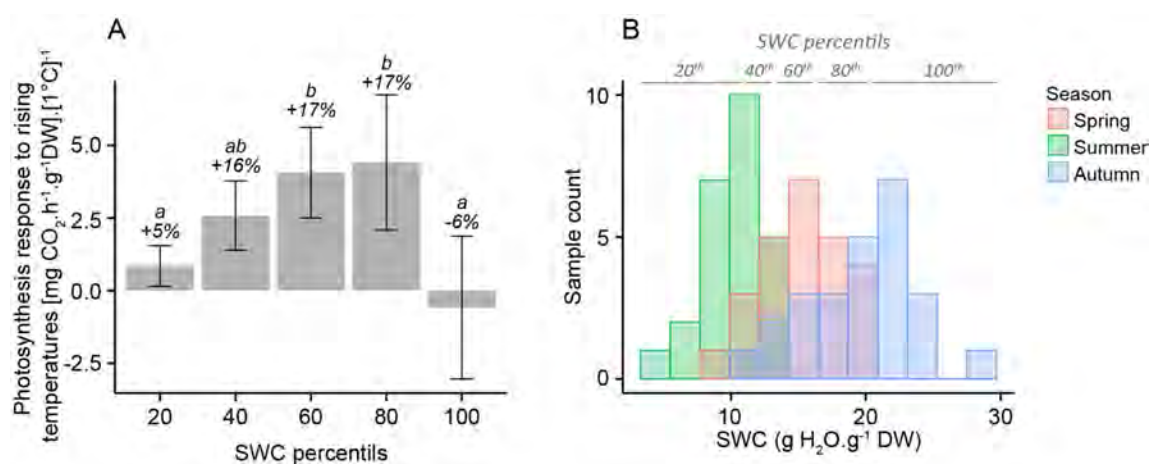 A
Photosynthesis response to rising
temperatures [mg CO₂.h⁻¹.g⁻¹DW].[1°C]⁻¹
5.0
2.5
0.0
-2.5
a
+5%
ab
+16%
b
+17%
b
+17%
a
-6%
20 40 60 80 100
SWC percentils
B
SWC percentils
20th 40th 60th 80th 100th
Sample count
10
5
0
10 20 30
SWC (g H₂O.g⁻¹ DW)
Season
Spring
Summer
Autumn